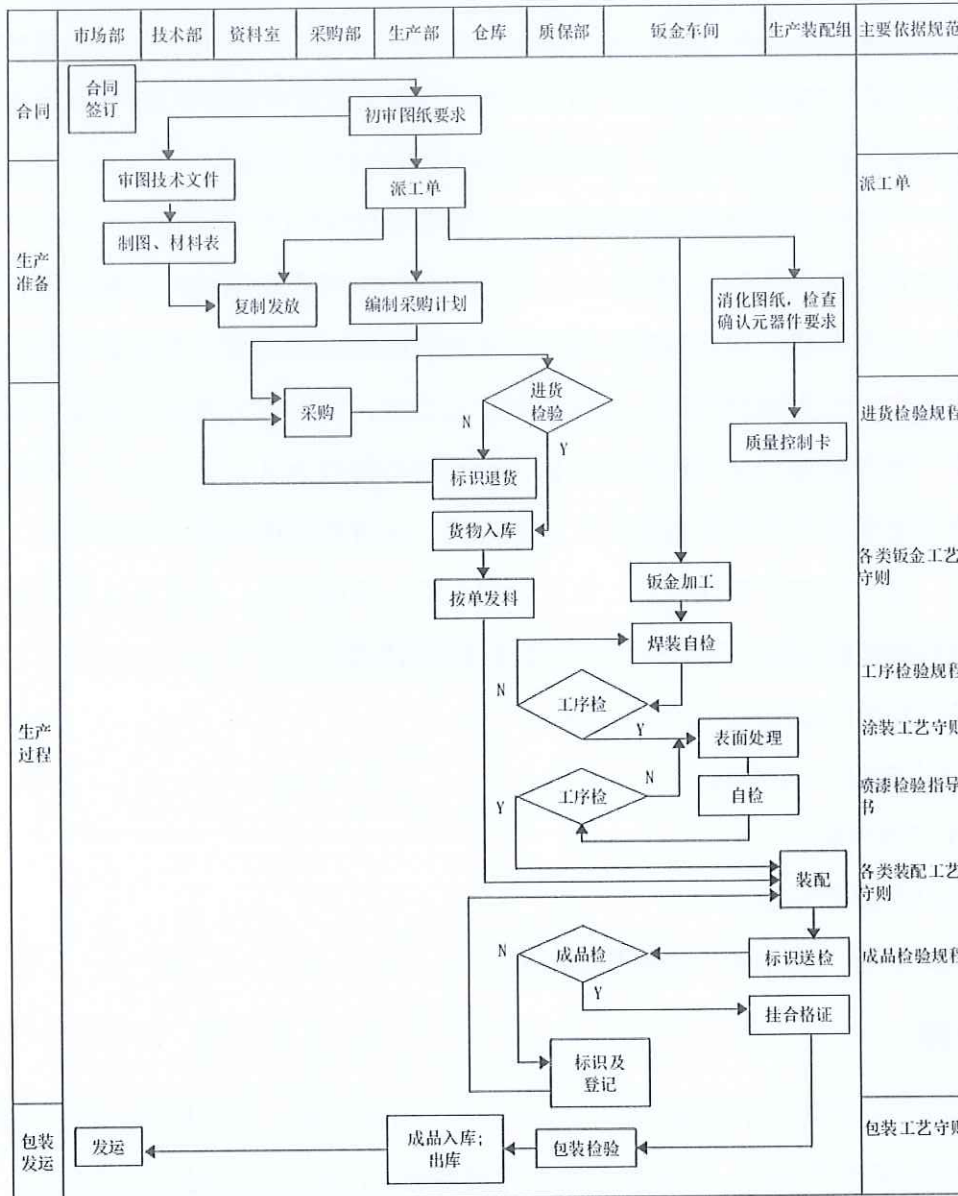 市场部 技术部 资料室 采购部 生产部 仓库 质保部 钣金车间 生产装配组 主要依据规范
合同
合同
签订
初审图纸要求
审图技术文件
派工单
派工单
制图、材料表
生产
准备
复制发放
编制采购计划
消化图纸，检查
确认元器件要求
采购
进货
检验
N
Y
进货检验规程
质量控制卡
标识退货
货物入库
各类钣金工艺
守则
钣金加工
按单发料
焊装自检
工序检验规程
N
工序检
Y
生产
过程
表面处理
涂装工艺守则
N
工序检
Y
自检
喷漆检验指导
书
装配
各类装配工艺
守则
N
成品检
标识送检
成品检验规程
Y
挂合格证
标识及
登记
包装
发运
发运
成品入库；
出库
包装检验
包装工艺守则